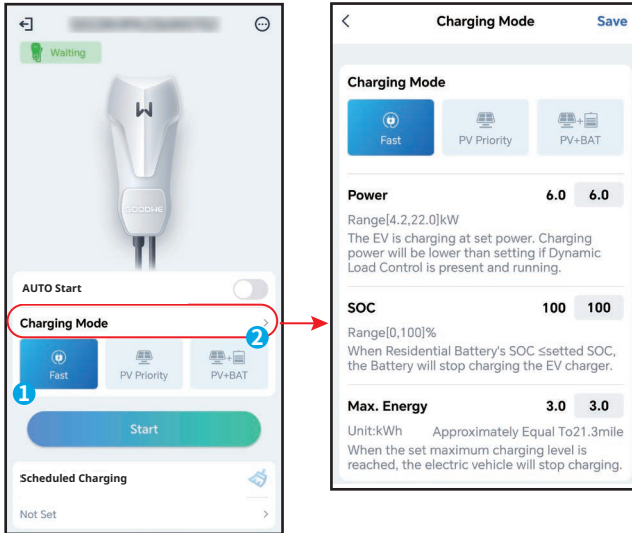 Waiting
GOODWE
AUTO Start
Charging Mode
2
Fast
PV Priority
PV+BAT
1
Start
Scheduled Charging
Not Set
Charging Mode
Save
Charging Mode
Fast
PV Priority
PV+BAT
Power 6.0 6.0
Range[4.2,22.0]kW
The EV is charging at set power. Charging
power will be lower than setting if Dynamic
Load Control is present and running.
SOC 100 100
Range[0,100]%
When Residential Battery's SOC ≤setted SOC,
the Battery will stop charging the EV charger.
Max. Energy 3.0 3.0
Unit:kWh Approximately Equal To21.3mile
When the set maximum charging level is
reached, the electric vehicle will stop charging.